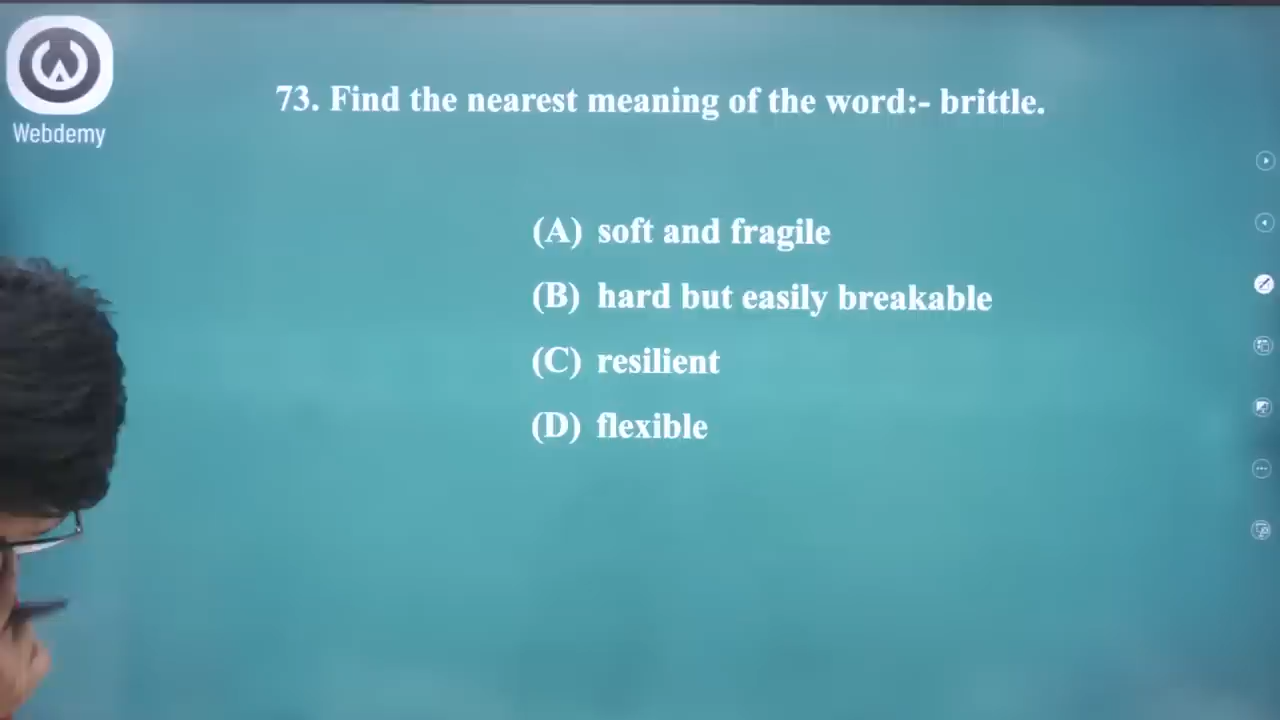 Webdemy
73. Find the nearest meaning of the word:- brittle.
(A) soft and fragile
(B) hard but easily breakable
(C) resilient
(D) flexible